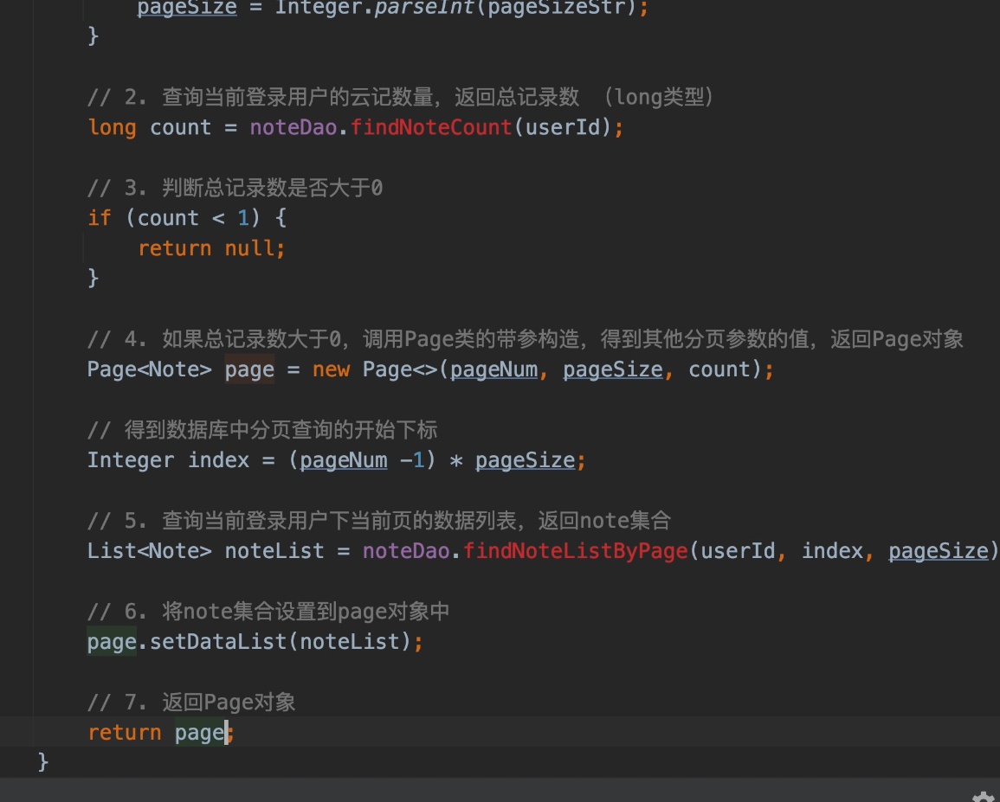 pageSize = Integer.parseInt(pageSizeStr);
}
// 2. 查询当前登录用户的云记数量，返回总记录数 （long类型）
long count = noteDao.findNoteCount(userId);
// 3. 判断总记录数是否大于0
if (count < 1) {
return null;
}
// 4. 如果总记录数大于0，调用Page类的带参构造，得到其他分页参数的值，返回Page对象
Page<Note> page = new Page<>(pageNum, pageSize, count);
// 得到数据库中分页查询的开始下标
Integer index = (pageNum -1) * pageSize;
// 5. 查询当前登录用户下当前页的数据列表，返回note集合
List<Note> noteList = noteDao.findNoteListByPage(userId, index, pageSize)
// 6. 将note集合设置到page对象中
page.setDataList(noteList);
// 7. 返回Page对象
return page;
}